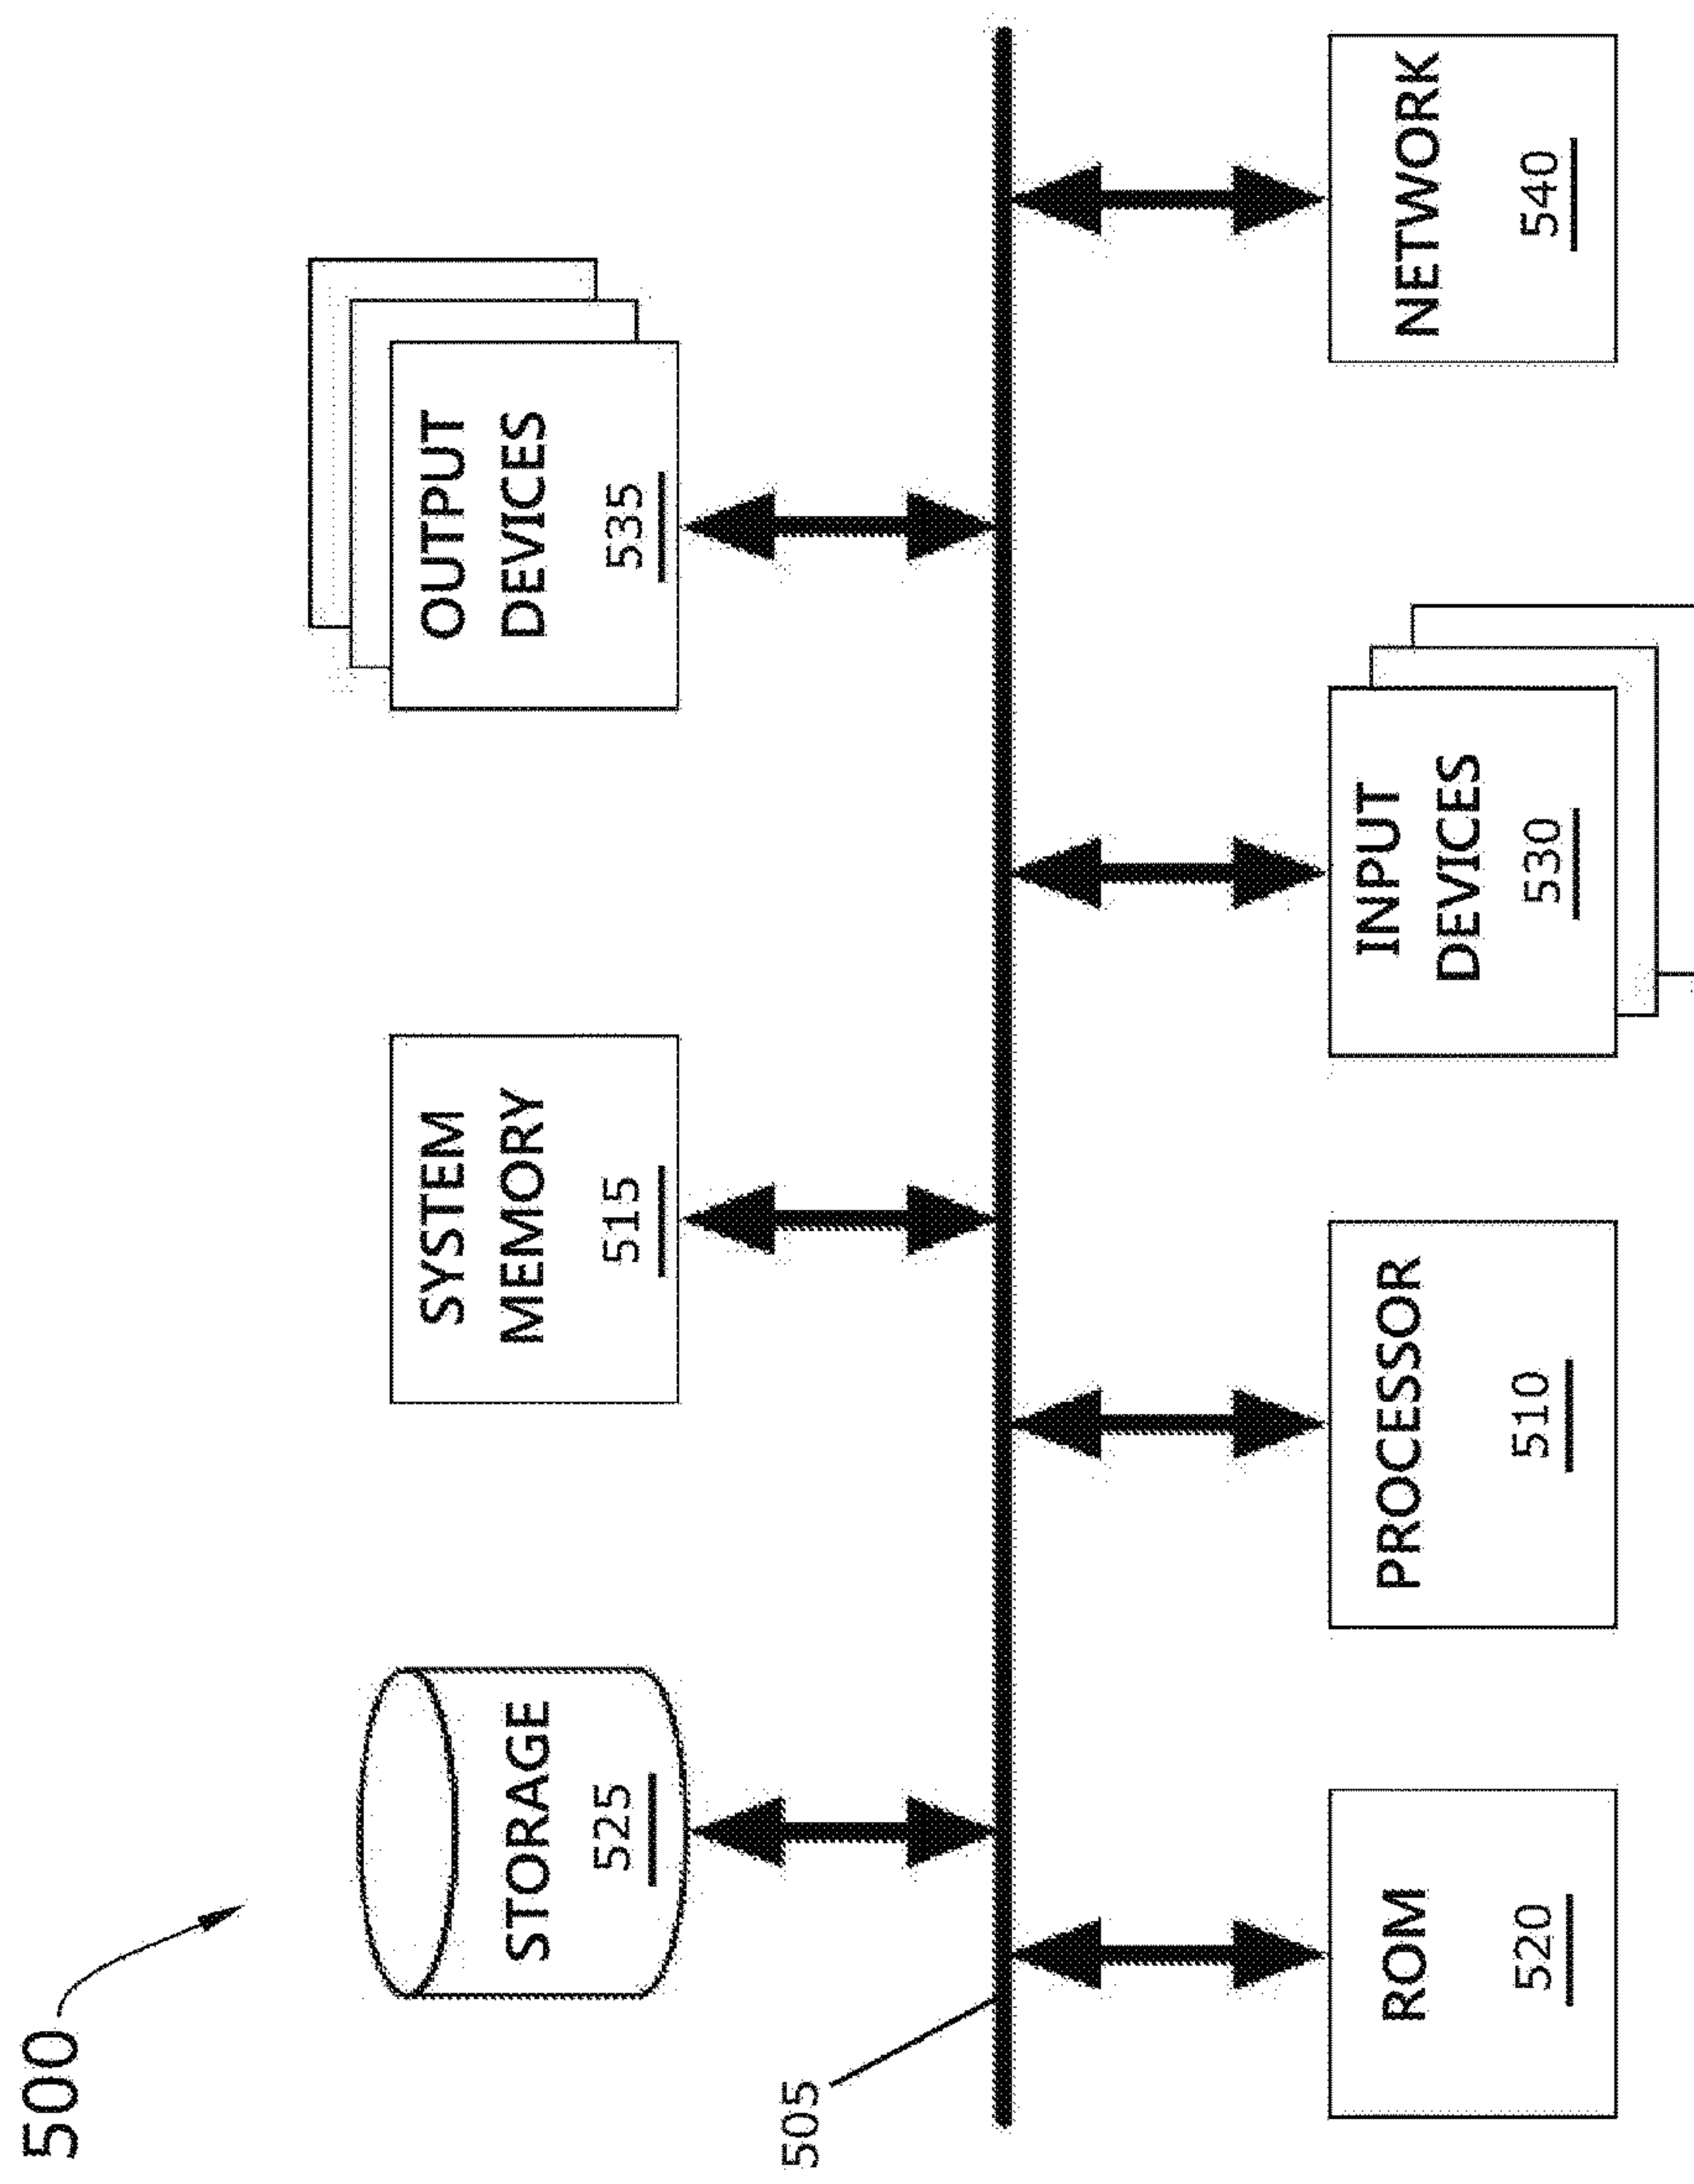 500
STORAGE
525
SYSTEM
MEMORY
515
OUTPUT
DEVICES
535
505
ROM
520
PROCESSOR
510
INPUT
DEVICES
530
NETWORK
540